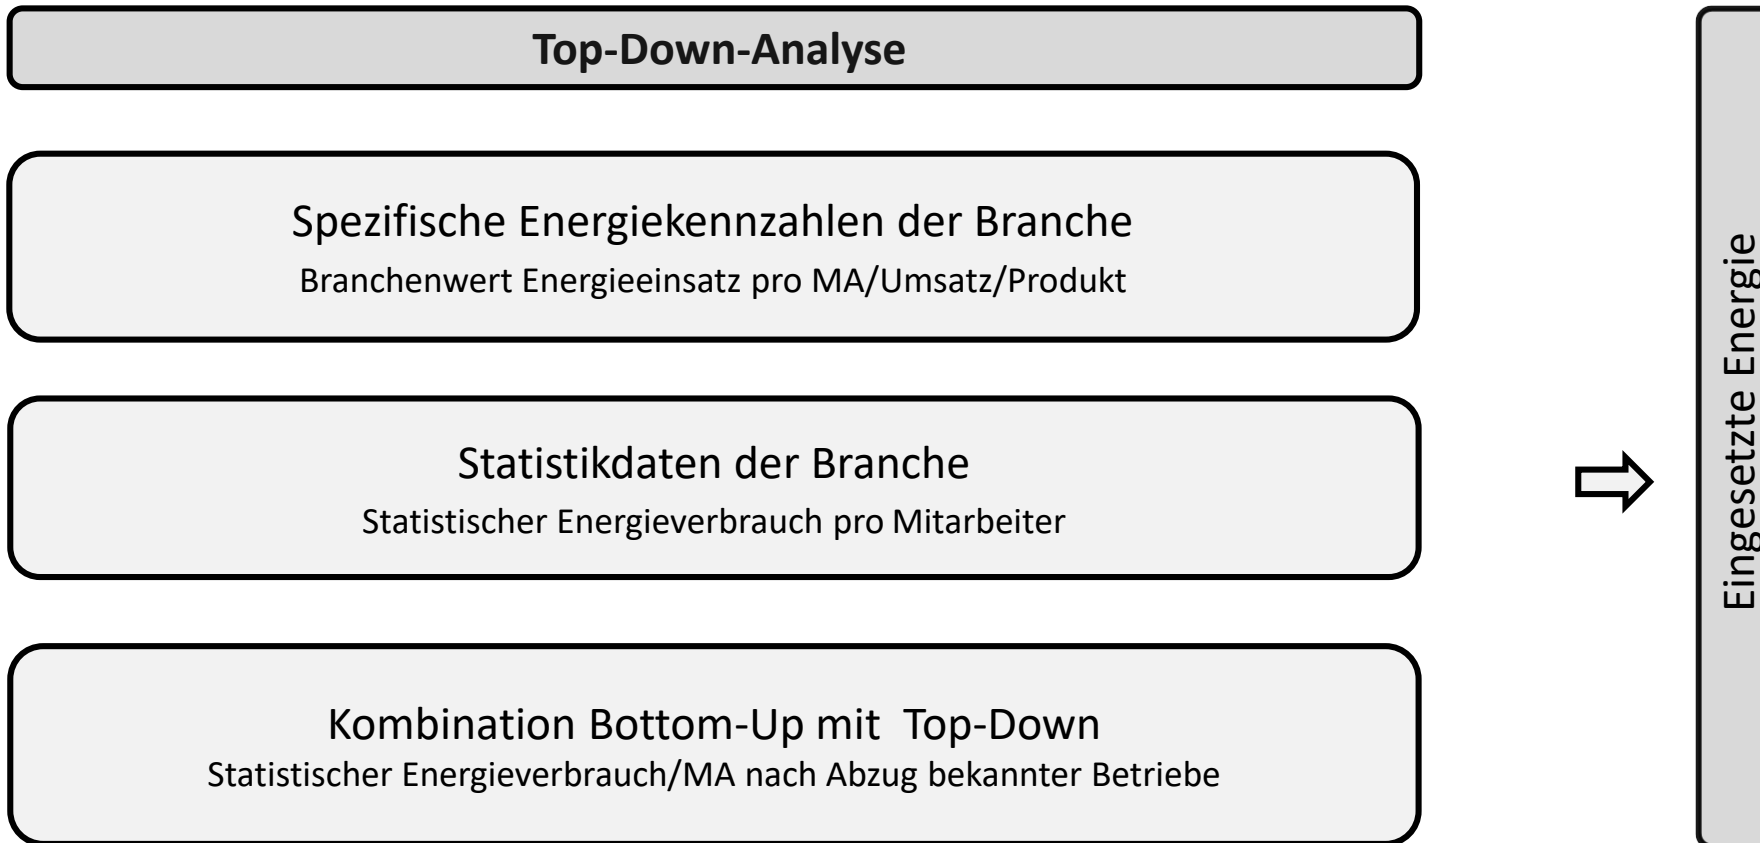 Top-Down-Analyse
Spezifische Energiekennzahlen der Branche
Branchenwert Energieeinsatz pro MA/Umsatz/Produkt
Statistikdaten der Branche
Statistischer Energieverbrauch pro Mitarbeiter
Kombination Bottom-Up mit  Top-Down
Statistischer Energieverbrauch/MA nach Abzug bekannter Betriebe
Eingesetzte Energie